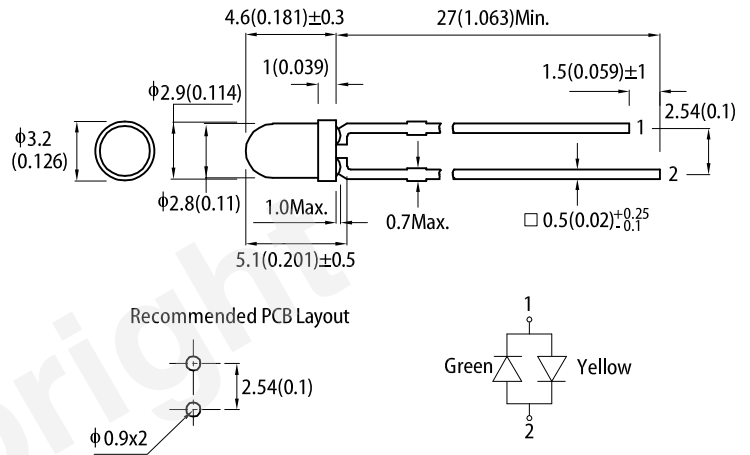 4.6(0.181)±0.3
27(1.063)Min.
1(0.039)
1.5(0.059)±1
ϕ2.9(0.114)
2.54(0.1)
ϕ3.2
(0.126)
1
2
ϕ2.8(0.11)
1.0Max.
0.7Max.
□ 0.5(0.02)+0.25
-0.1
5.1(0.201)±0.5
Recommended PCB Layout
2.54(0.1)
ϕ0.9x2
1
Green
Yellow
2
bright